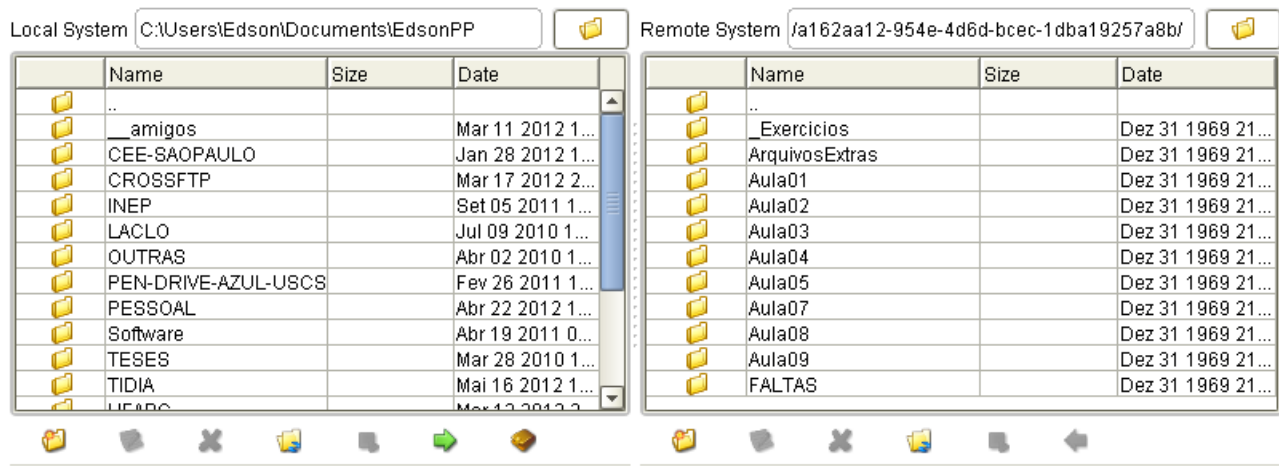 Local System C:\Users\Edson\Documents\EdsonPP
Name Size Date
..
__amigos Mar 11 2012 1...
CEE-SAOPAULO Jan 28 2012 1...
CROSSFTP Mar 17 2012 2...
INEP Set 05 2011 1...
LACLO Jul 09 2010 1...
OUTRAS Abr 02 2010 1...
PEN-DRIVE-AZUL-USCS Fev 26 2011 1...
PESSOAL Abr 22 2012 1...
Software Abr 19 2011 0...
TESES Mar 28 2010 1...
TIDIA Mai 16 2012 1...
Remote System /a162aa12-954e-4d6d-bcec-1dba19257a8b/
Name Size Date
..
_Exercicios Dez 31 1969 21...
ArquivosExtras Dez 31 1969 21...
Aula01 Dez 31 1969 21...
Aula02 Dez 31 1969 21...
Aula03 Dez 31 1969 21...
Aula04 Dez 31 1969 21...
Aula05 Dez 31 1969 21...
Aula07 Dez 31 1969 21...
Aula08 Dez 31 1969 21...
Aula09 Dez 31 1969 21...
FALTAS Dez 31 1969 21...